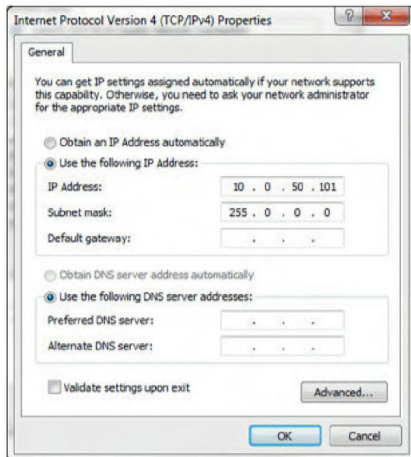 Internet Protocol Version 4 (TCP/IPv4) Properties
General
You can get IP settings assigned automatically if your network supports
this capability. Otherwise, you need to ask your network administrator
for the appropriate IP settings.
Obtain an IP Address automatically
Use the following IP Address:
IP Address: 10 . 0 . 50 . 101
Subnet mask: 255 . 0 . 0 . 0
Default gateway: . . .
Obtain DNS server address automatically
Use the following DNS server addresses:
Preferred DNS server: . . .
Alternate DNS server: . . .
Validate settings upon exit
Advanced...
OK Cancel